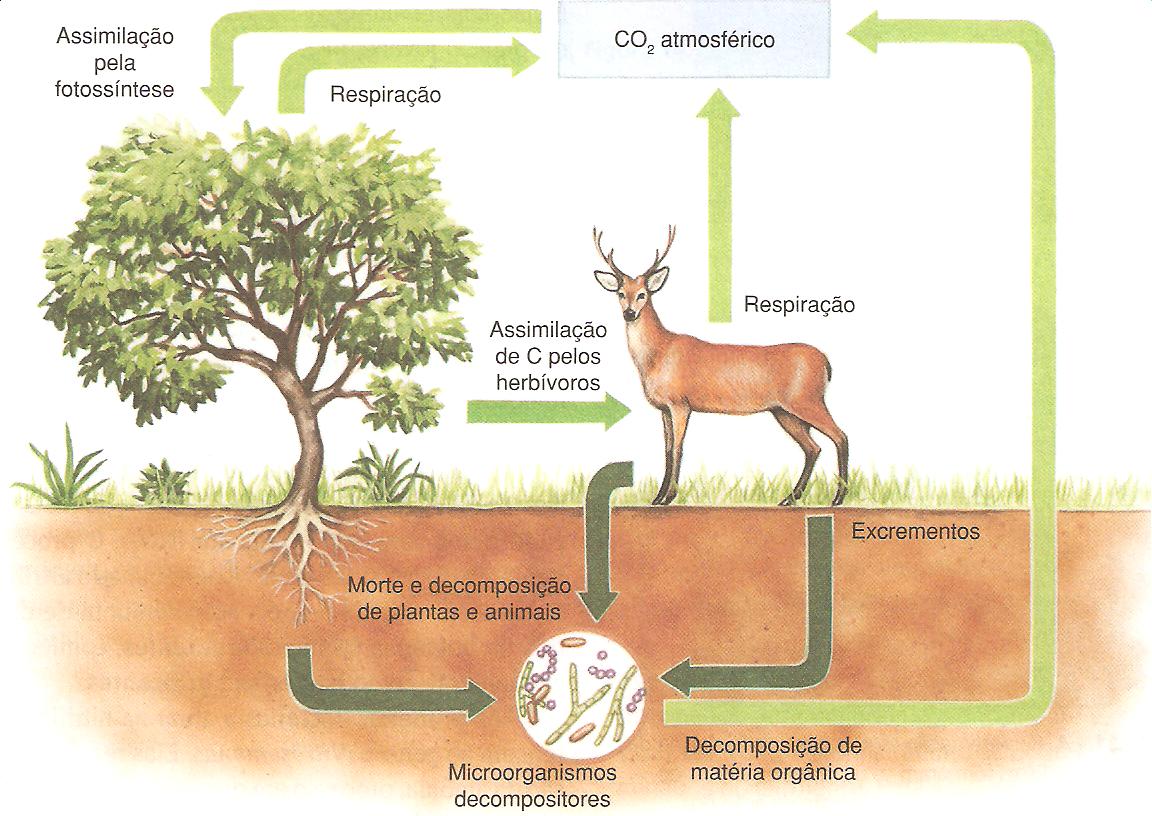 Assimilação
pela
fotossíntese
CO₂ atmosférico
Respiração
Respiração
Assimilação
de C pelos
herbívoros
Excrementos
Morte e decomposição
de plantas e animais
Decomposição de
matéria orgânica
Microorganismos
decompositores